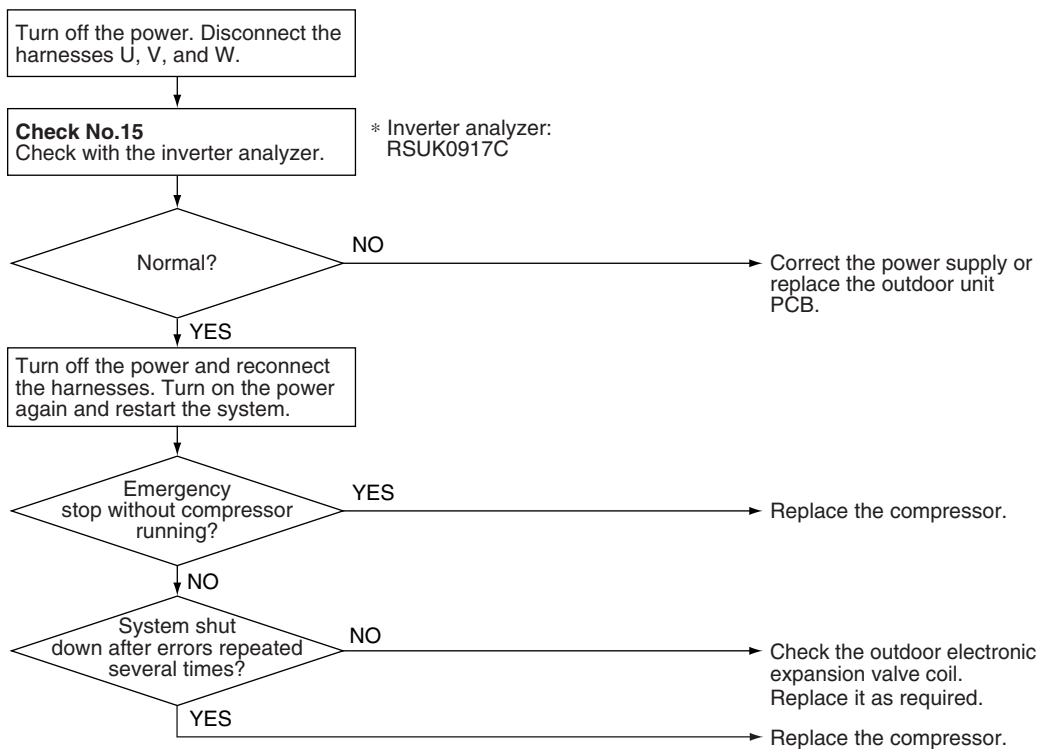 Turn off the power. Disconnect the
harnesses U, V, and W.
Check No.15
Check with the inverter analyzer.
* Inverter analyzer:
RSUK0917C
Normal?
NO
Correct the power supply or
replace the outdoor unit
PCB.
YES
Turn off the power and reconnect
the harnesses. Turn on the power
again and restart the system.
Emergency
stop without compressor
running?
YES
Replace the compressor.
NO
System shut
down after errors repeated
several times?
NO
Check the outdoor electronic
expansion valve coil.
Replace it as required.
YES
Replace the compressor.